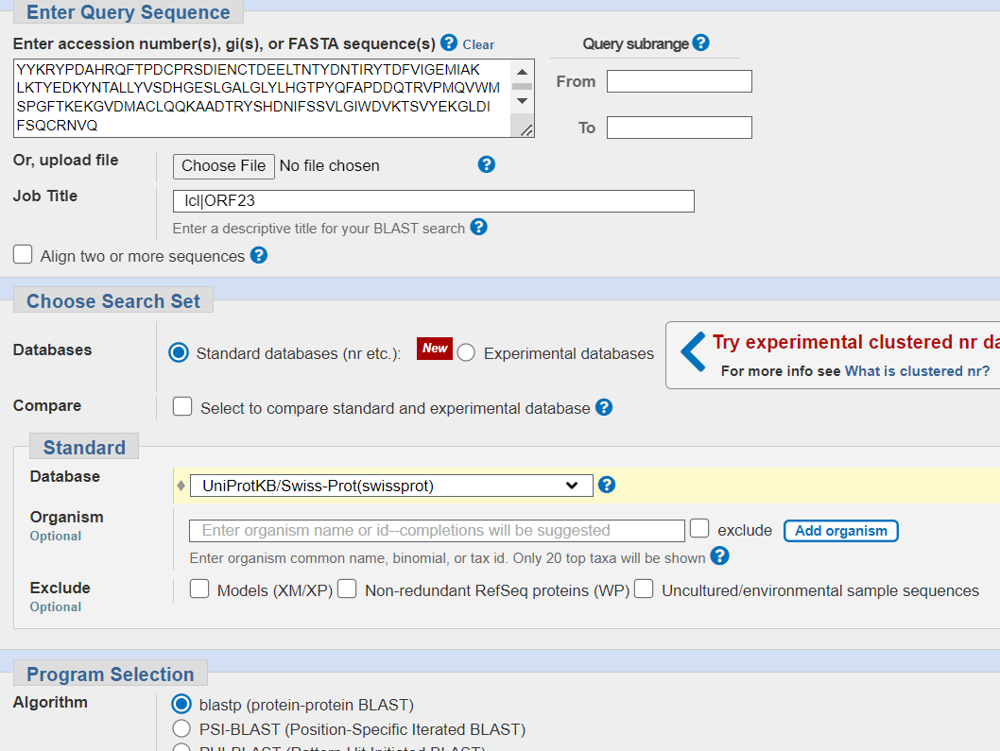 Enter Query Sequence
Enter accession number(s), gi(s), or FASTA sequence(s) ? Clear
Query subrange ?
YYKRYPDAHRQFTPDCPRSDIENCTDEELTNTYDNTIRYTDFVIGEMIAK
LKTYEDKYNTALLYVSDHGESLGALGLYLHGTPYQFAPDDQTRVPMQVWM
SPGFTKEKGVDMACLQQKAADTRYSHDNIFSSVLGIWDVKTSVYEKGLDI
FSQCRNVQ
From
To
Or, upload file
Choose File No file chosen ?
Job Title
lcl|ORF23
Enter a descriptive title for your BLAST search ?
Align two or more sequences ?
Choose Search Set
Databases
Standard databases (nr etc.): New Experimental databases
Try experimental clustered nr da
For more info see What is clustered nr?
Compare
Select to compare standard and experimental database ?
Standard
Database
UniProtKB/Swiss-Prot(swissprot) ?
Organism
Optional
Enter organism name or id--completions will be suggested
exclude Add organism
Enter organism common name, binomial, or tax id. Only 20 top taxa will be shown ?
Exclude
Optional
Models (XM/XP) Non-redundant RefSeq proteins (WP) Uncultured/environmental sample sequences
Program Selection
Algorithm
blastp (protein-protein BLAST)
PSI-BLAST (Position-Specific Iterated BLAST)
PHI-BLAST (Pattern Hit Initiated BLAST)